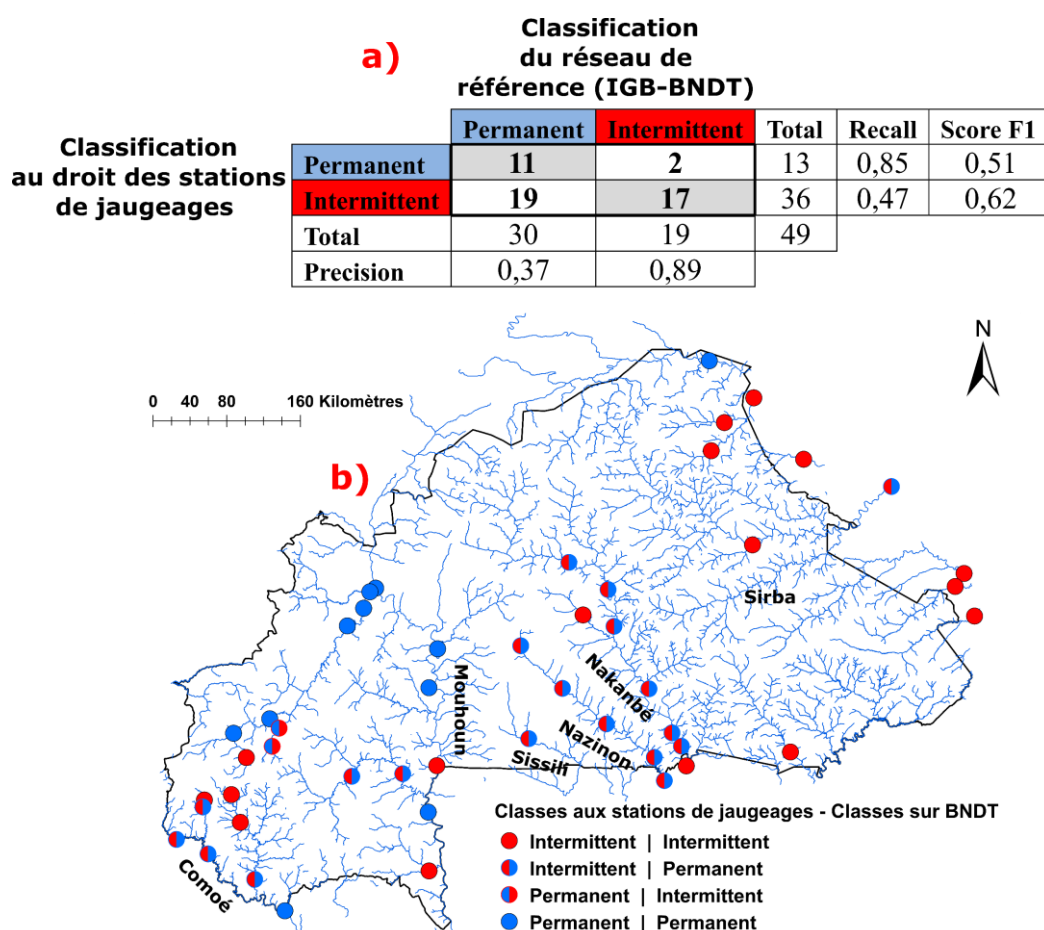 Classification
du réseau de
référence (IGB-BNDT)
a)
Permanent Intermittent Total Recall Score F1
Classification
au droit des stations
de jaugeages
Permanent 11 2 13 0,85 0,51
Intermittent 19 17 36 0,47 0,62
Total 30 19 49
Precision 0,37 0,89
N
0 40 80 160 Kilomètres
b)
Sirba
Mouhoun
Nakanbé
Nazinon
Sissili
Comoé
Classes aux stations de jaugeages - Classes sur BNDT
Intermittent | Intermittent
Intermittent | Permanent
Permanent | Intermittent
Permanent | Permanent